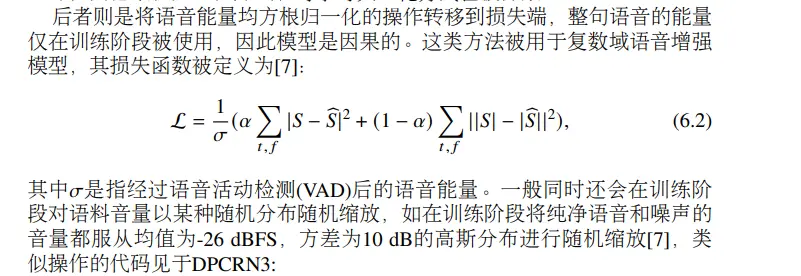 后者则是将语音能量均方根归一化的操作转移到损失端，整句语音的能量
仅在训练阶段被使用，因此模型是因果的。这类方法被用于复数域语音增强
模型，其损失函数被定义为[7]:
$\mathcal{L} = \frac{1}{\sigma}(\alpha \sum_{t,f} |S - \widehat{S}|^2 + (1 - \alpha) \sum_{t,f} ||S| - |\widehat{S}||^2),$ (6.2)
其中σ是指经过语音活动检测(VAD)后的语音能量。一般同时还会在训练阶
段对语料音量以某种随机分布随机缩放，如在训练阶段将纯净语音和噪声的
音量都服从均值为-26 dBFS，方差为10 dB的高斯分布进行随机缩放[7]，类
似操作的代码见于DPCRN3: